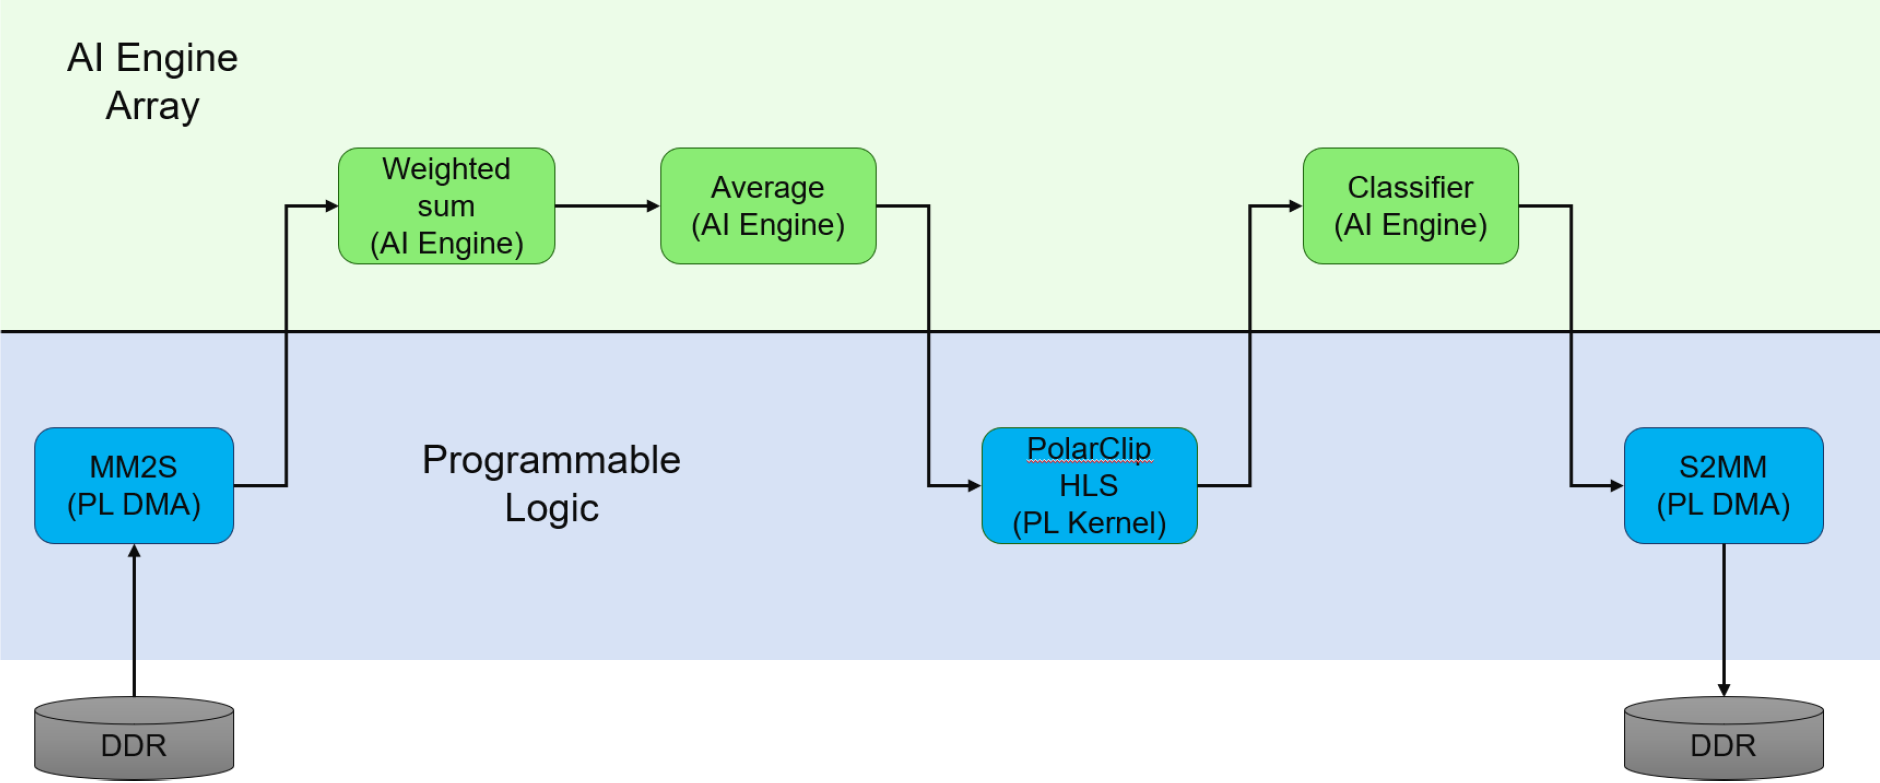 AI Engine
Array
Weighted
sum
(AI Engine)
Average
(AI Engine)
Classifier
(AI Engine)
MM2S
(PL DMA)
Programmable
Logic
PolarClip
HLS
(PL Kernel)
S2MM
(PL DMA)
DDR
DDR